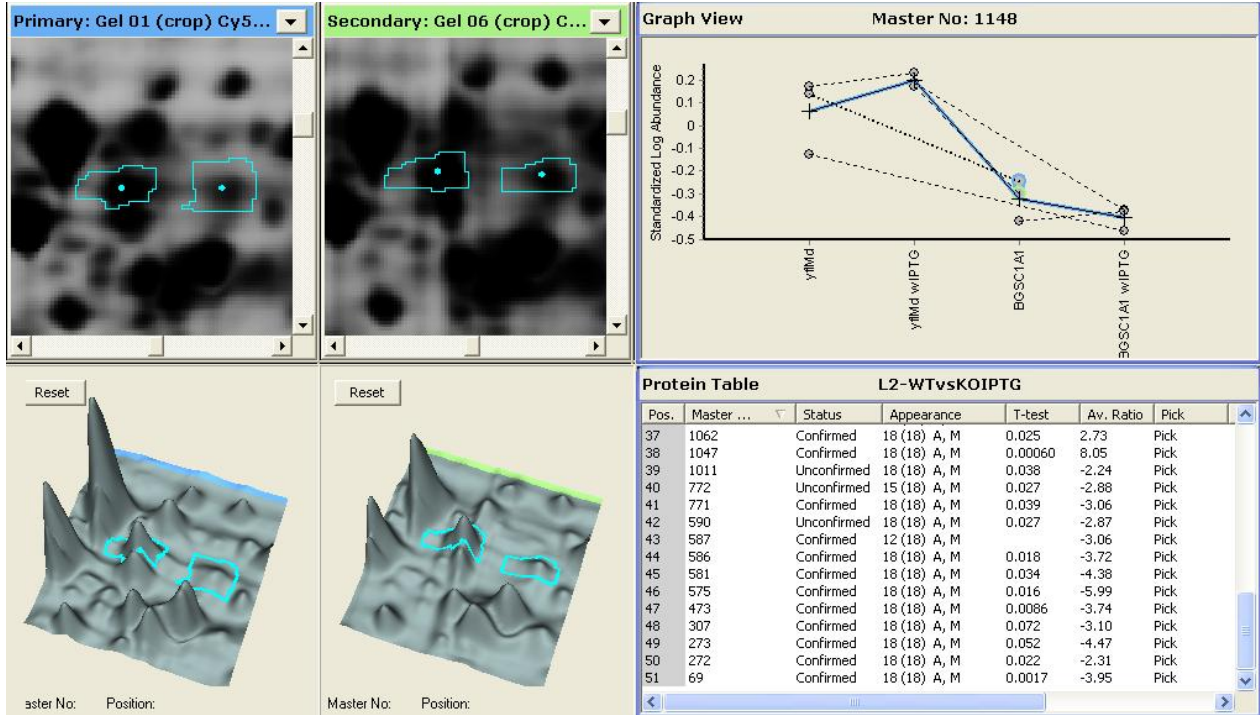 Primary: Gel 01 (crop) Cy5...
Secondary: Gel 06 (crop) C...
Graph View Master No: 1148
Standardized Log Abundance
0.2
0.1
0
-0.1
-0.2
-0.3
-0.4
-0.5
yflMd
yflMd wIPTG
BGSC1A1
BGSC1A1 wIPTG
Reset
Reset
aster No: Position:
Master No: Position:
Protein Table L2-WTvsKOIPTG
Pos. Master ... Status Appearance T-test Av. Ratio Pick
37 1062 Confirmed 18 (18) A, M 0.025 2.73 Pick
38 1047 Confirmed 18 (18) A, M 0.00060 8.05 Pick
39 1011 Unconfirmed 18 (18) A, M 0.038 -2.24 Pick
40 772 Unconfirmed 15 (18) A, M 0.027 -2.88 Pick
41 771 Confirmed 18 (18) A, M 0.039 -3.06 Pick
42 590 Unconfirmed 18 (18) A, M 0.027 -2.87 Pick
43 587 Confirmed 12 (18) A, M -3.06 Pick
44 586 Confirmed 18 (18) A, M 0.018 -3.72 Pick
45 581 Confirmed 18 (18) A, M 0.034 -4.38 Pick
46 575 Confirmed 18 (18) A, M 0.016 -5.99 Pick
47 473 Confirmed 18 (18) A, M 0.0086 -3.74 Pick
48 307 Confirmed 18 (18) A, M 0.072 -3.10 Pick
49 273 Confirmed 18 (18) A, M 0.052 -4.47 Pick
50 272 Confirmed 18 (18) A, M 0.022 -2.31 Pick
51 69 Confirmed 18 (18) A, M 0.0017 -3.95 Pick